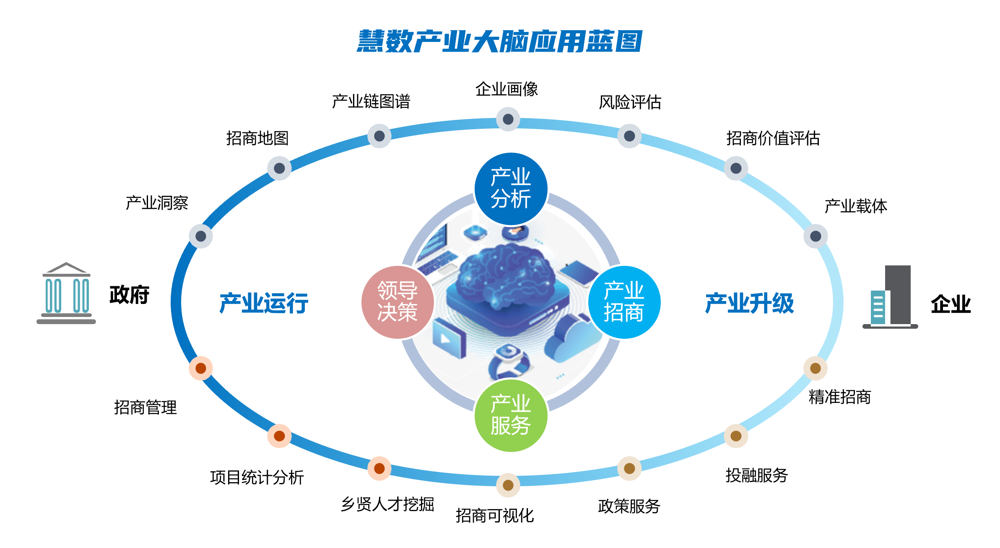 慧数产业大脑应用蓝图
企业画像
产业链图谱
风险评估
招商地图
招商价值评估
产业洞察
产业载体
产业
分析
政府
产业运行
领导
决策
产业
招商
产业升级
企业
产业
服务
招商管理
精准招商
项目统计分析
投融服务
乡贤人才挖掘
招商可视化
政策服务